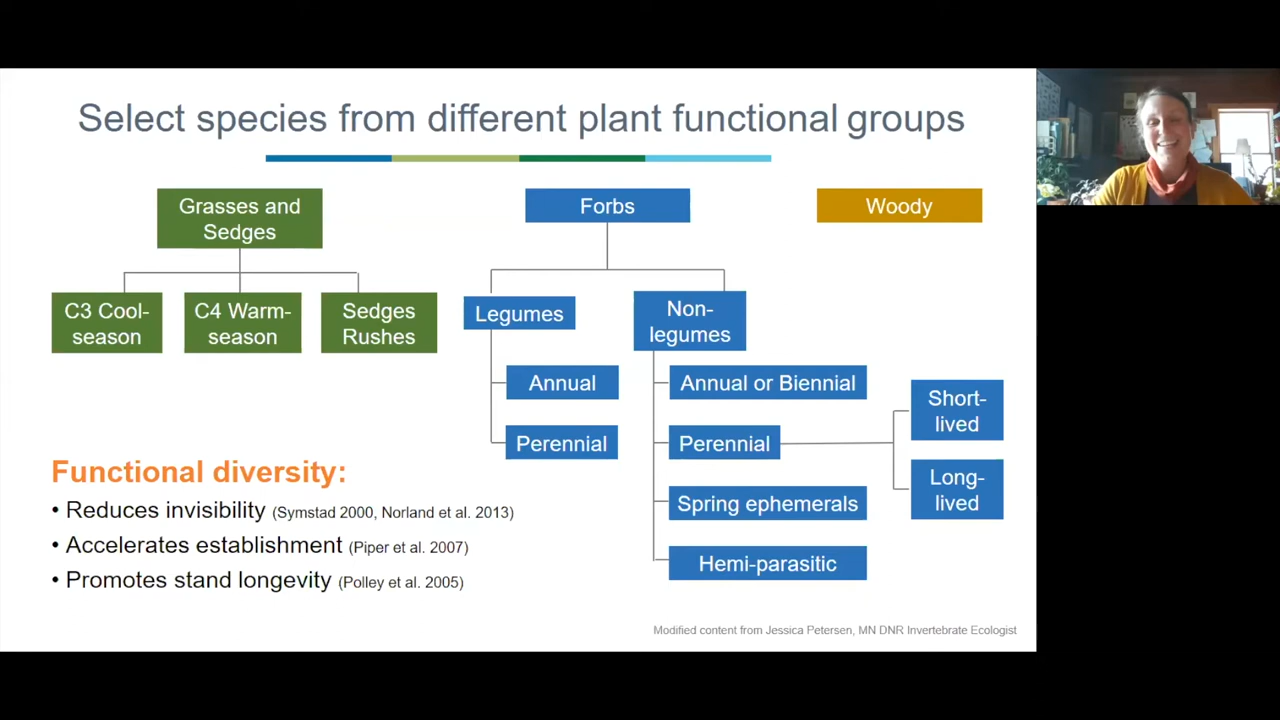 Select species from different plant functional groups
Grasses and
Sedges
Forbs
Woody
C3 Cool-
season
C4 Warm-
season
Sedges
Rushes
Legumes
Non-
legumes
Annual
Perennial
Annual or Biennial
Perennial
Spring ephemerals
Hemi-parasitic
Short-
lived
Long-
lived
Functional diversity:
• Reduces invisibility (Symstad 2000, Norland et al. 2013)
• Accelerates establishment (Piper et al. 2007)
• Promotes stand longevity (Polley et al. 2005)
Modified content from Jessica Petersen, MN DNR Invertebrate Ecologist